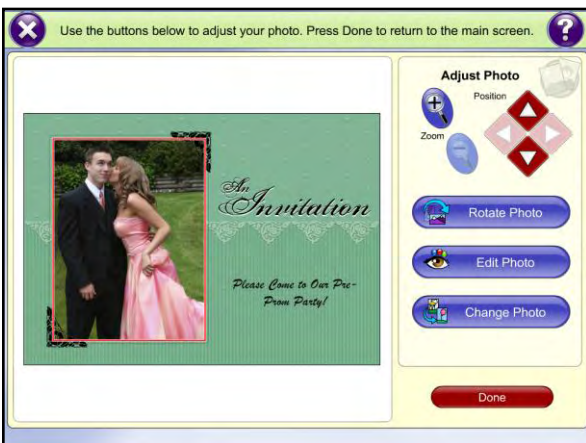 Use the buttons below to adjust your photo. Press Done to return to the main screen.
?
An
Invitation
Please Come to Our Pre-
Prom Party!
Adjust Photo
Position
Zoom
Rotate Photo
Edit Photo
Change Photo
Done